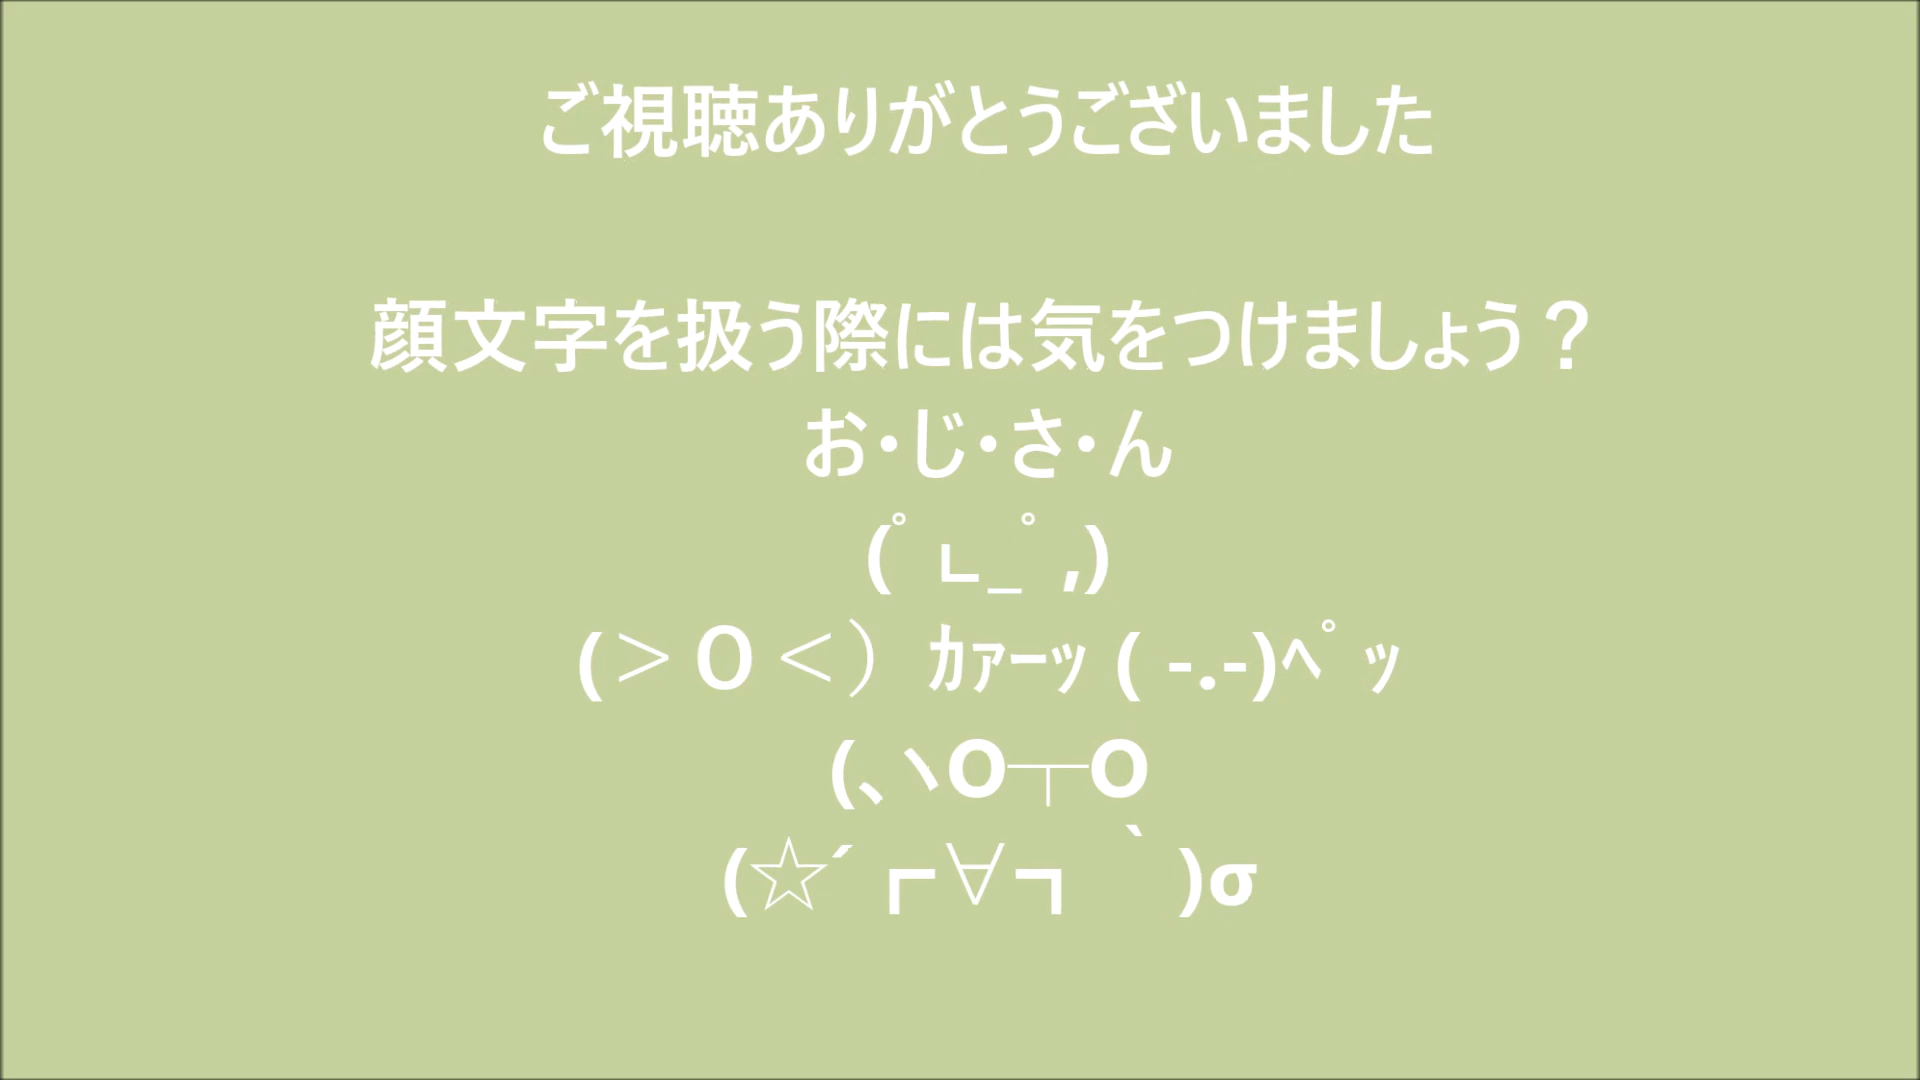 ご視聴ありがとうございました
顔文字を扱う際には気をつけましょう？
お・じ・さ・ん
(ﾟ ┗_ﾟ ,)
(＞O＜） ｶｧｰｯ ( -.-)ﾍﾟｯ
(､ヽO┬O
(☆´┏∀┓｀)σ